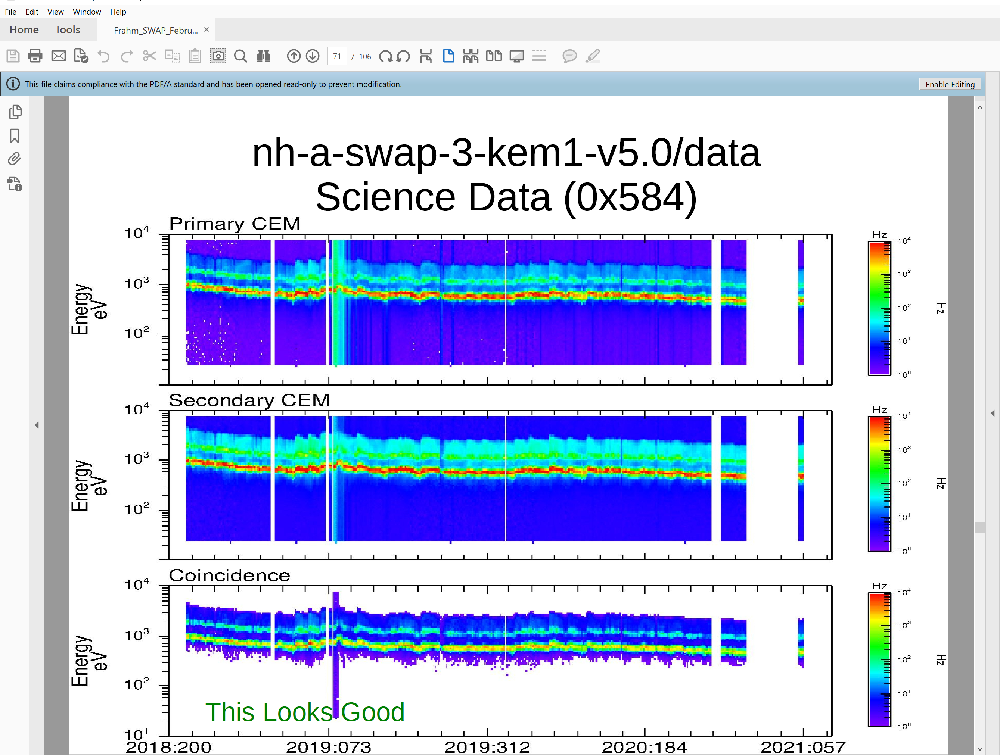 File Edit View Window Help
Home Tools Frahm_SWAP_Febru... ×
71 / 106
This file claims compliance with the PDF/A standard and has been opened read-only to prevent modification.
Enable Editing
nh-a-swap-3-kem1-v5.0/data
Science Data (0x584)
Primary CEM
10⁴
10³
10²
Energy
eV
Hz
10⁴
10³
10²
10¹
10⁰
Hz
Secondary CEM
10⁴
10³
10²
Energy
eV
Hz
10⁴
10³
10²
10¹
10⁰
Hz
Coincidence
10⁴
10³
10²
10¹
Energy
eV
Hz
10⁴
10³
10²
10¹
10⁰
Hz
This Looks Good
2018:200 2019:073 2019:312 2020:184 2021:057